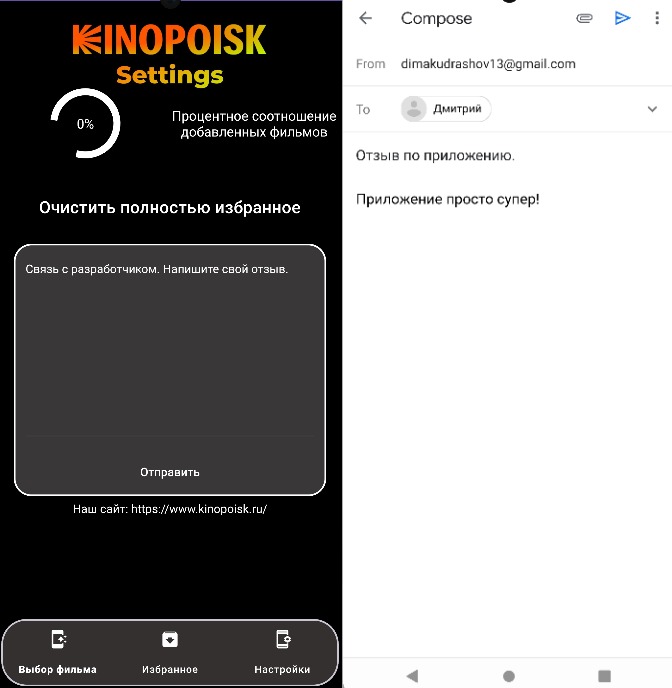 KINOPOISK
Settings
0%
Процентное соотношение
добавленных фильмов
Очистить полностью избранное
Связь с разработчиком. Напишите свой отзыв.
Отправить
Наш сайт: https://www.kinopoisk.ru/
Выбор фильма
Избранное
Настройки
Compose
From dimakudrashov13@gmail.com
To Дмитрий
Отзыв по приложению.
Приложение просто супер!